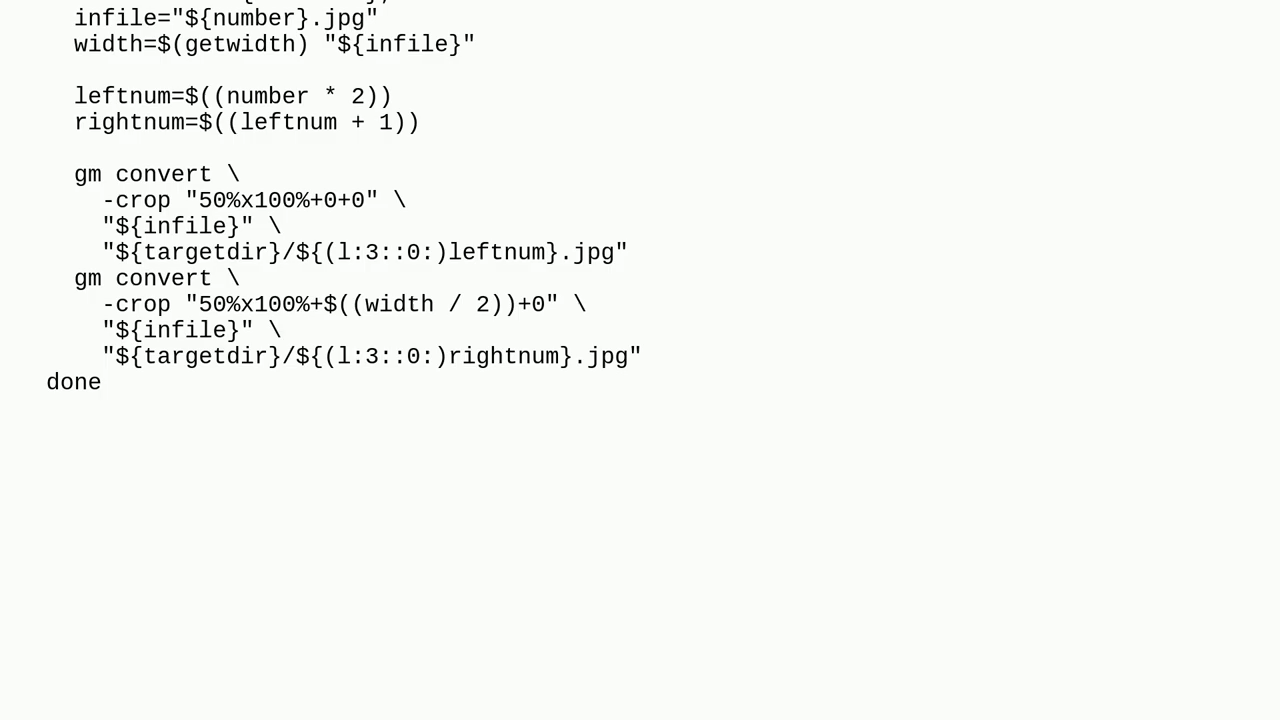 infile="${number}.jpg"
width=$(getwidth) "${infile}"
leftnum=$((number * 2))
rightnum=$((leftnum + 1))
gm convert \
-crop "50%x100%+0+0" \
"${infile}" \
"${targetdir}/${(l:3::0:)leftnum}.jpg"
gm convert \
-crop "50%x100%+$((width / 2))+0" \
"${infile}" \
"${targetdir}/${(l:3::0:)rightnum}.jpg"
done